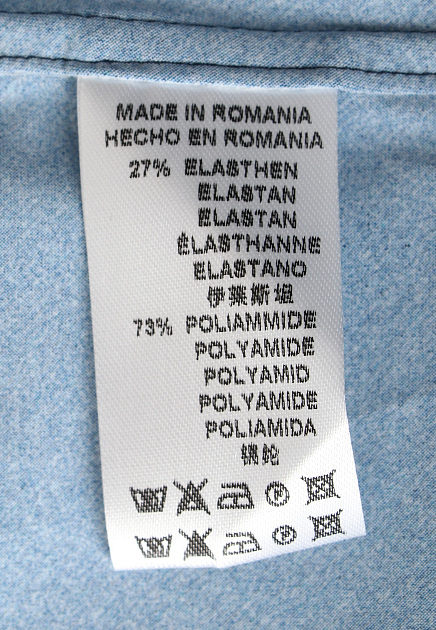 MADE IN ROMANIA
HECHO EN ROMANIA
27% ELASTHEN
ELASTAN
ELASTAN
ÉLASTHANNE
ELASTANO
伊莱斯坦
73% POLIAMMIDE
POLYAMIDE
POLYAMID
POLYAMIDE
POLIAMIDA
锦纶